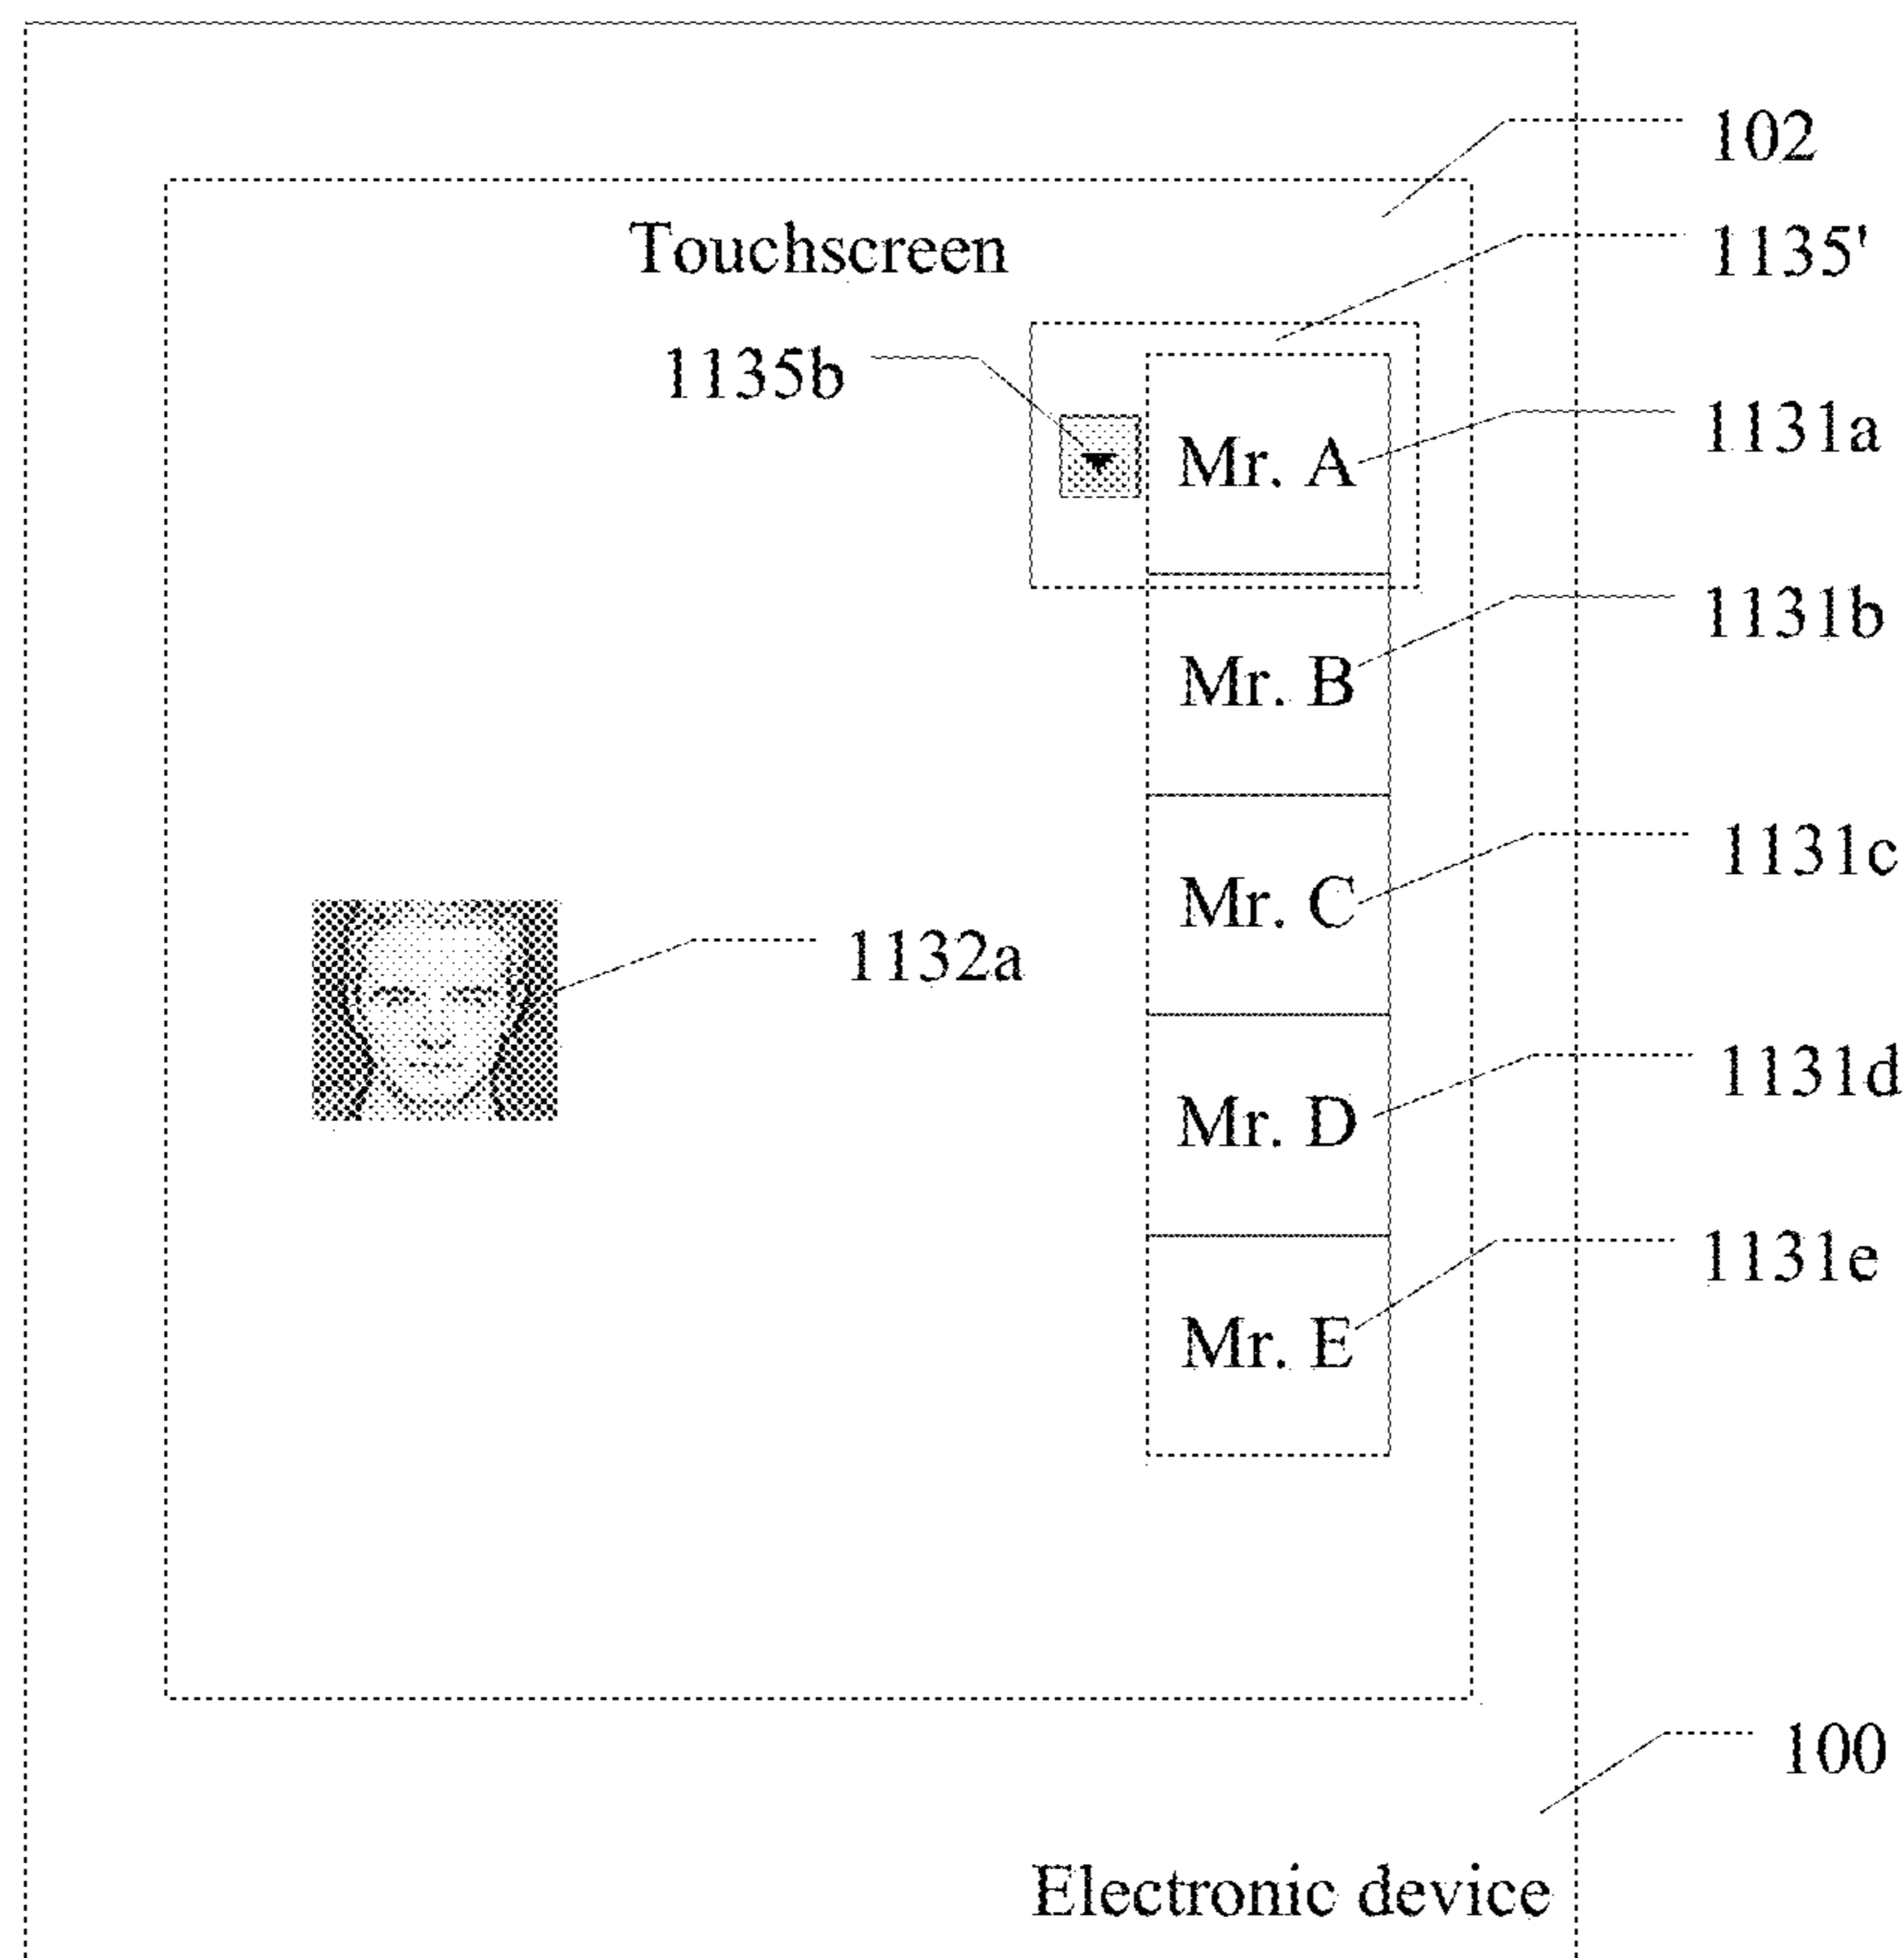 102
Touchscreen
1135'
1135b
1131a
Mr. A
1131b
Mr. B
1131c
Mr. C
1132a
1131d
Mr. D
1131e
Mr. E
100
Electronic device